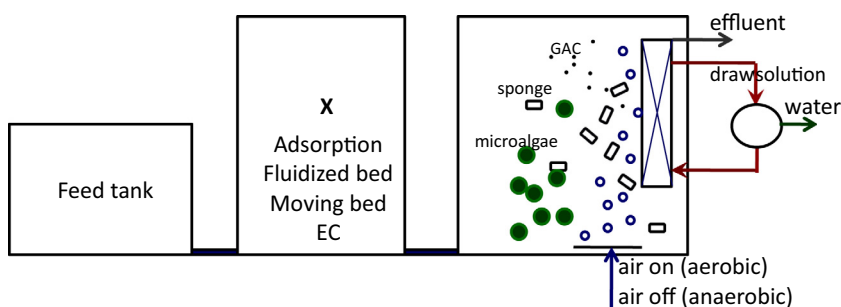 Feed tank
X
Adsorption
Fluidized bed
Moving bed
EC
GAC
sponge
microalgae
effluent
drawsolution
water
air on (aerobic)
air off (anaerobic)